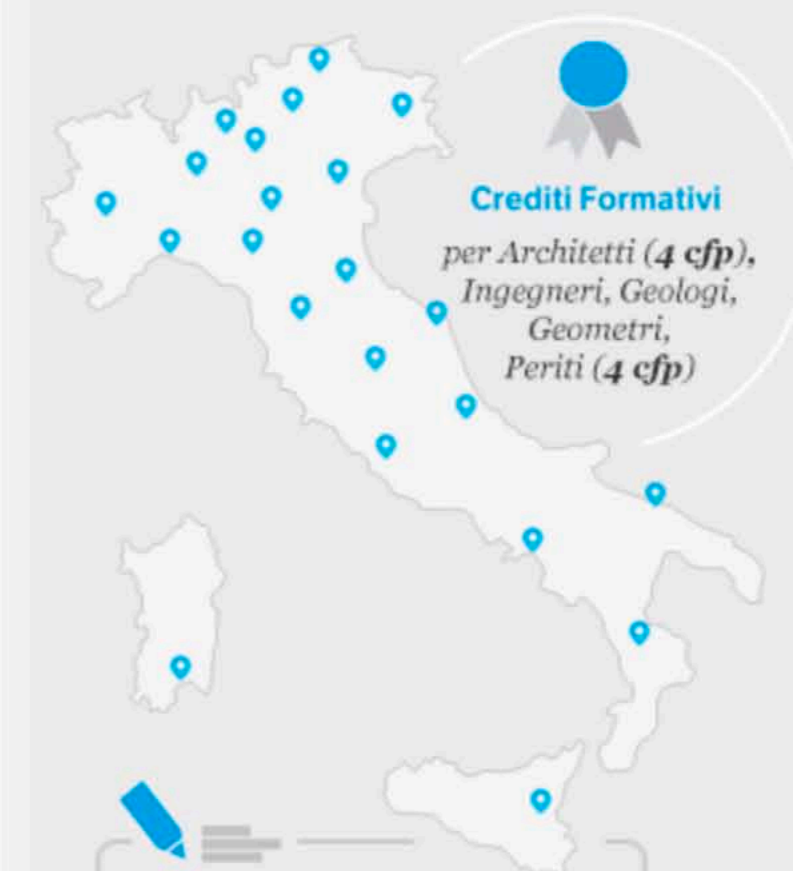 Crediti Formativi
per Architetti (4 cfp),
Ingegneri, Geologi,
Geometri,
Periti (4 cfp)